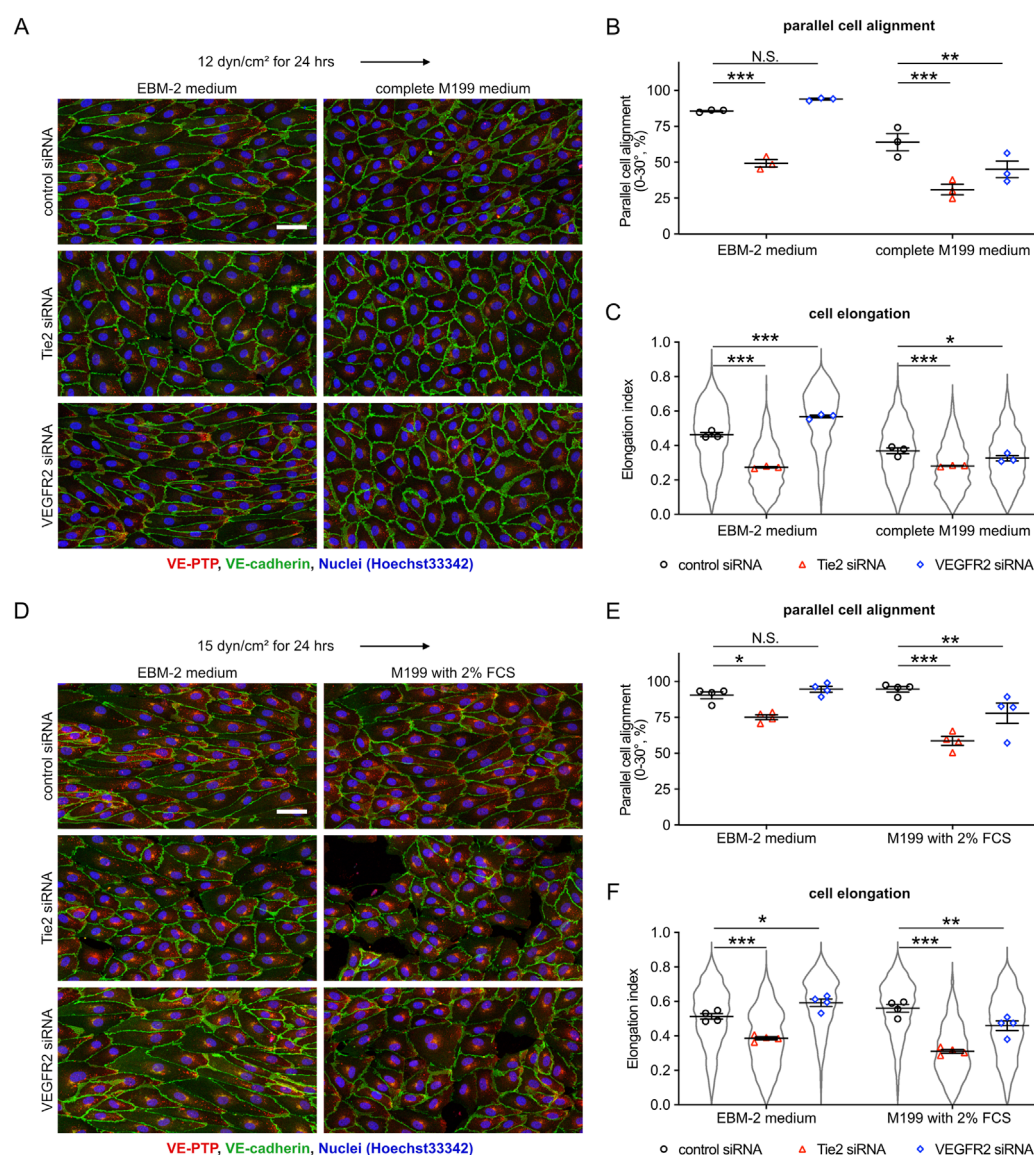 A
12 dyn/cm² for 24 hrs
EBM-2 medium
complete M199 medium
control siRNA
Tie2 siRNA
VEGFR2 siRNA
VE-PTP, VE-cadherin, Nuclei (Hoechst33342)
B
parallel cell alignment
N.S.
**
***
***
Parallel cell alignment
(0-30°, %)
100
75
50
25
0
EBM-2 medium
complete M199 medium
C
cell elongation
***
*
***
***
Elongation index
1.0
0.8
0.6
0.4
0.2
0.0
EBM-2 medium
complete M199 medium
control siRNA
Tie2 siRNA
VEGFR2 siRNA
D
15 dyn/cm² for 24 hrs
EBM-2 medium
M199 with 2% FCS
control siRNA
Tie2 siRNA
VEGFR2 siRNA
VE-PTP, VE-cadherin, Nuclei (Hoechst33342)
E
parallel cell alignment
N.S.
**
*
***
Parallel cell alignment
(0-30°, %)
100
75
50
25
0
EBM-2 medium
M199 with 2% FCS
F
cell elongation
*
**
***
***
Elongation index
1.0
0.8
0.6
0.4
0.2
0.0
EBM-2 medium
M199 with 2% FCS
control siRNA
Tie2 siRNA
VEGFR2 siRNA